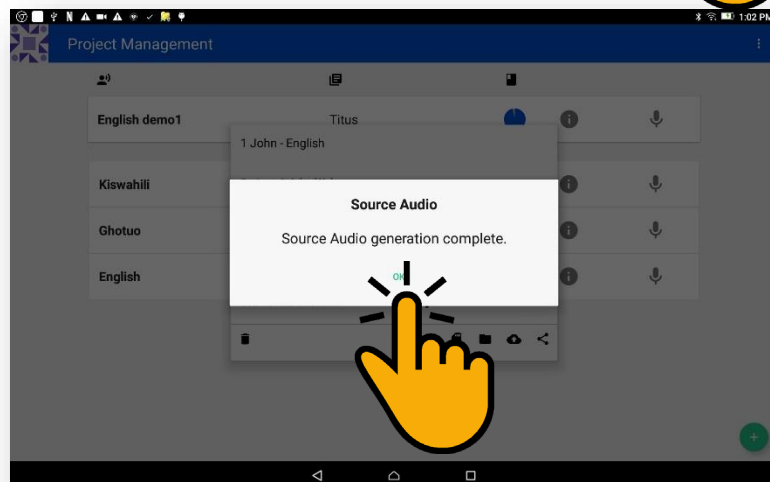 1:02 PM
Project Management
English demo1
Titus
1 John - English
Kiswahili
Source Audio
Ghotuo
Source Audio generation complete.
English
OK